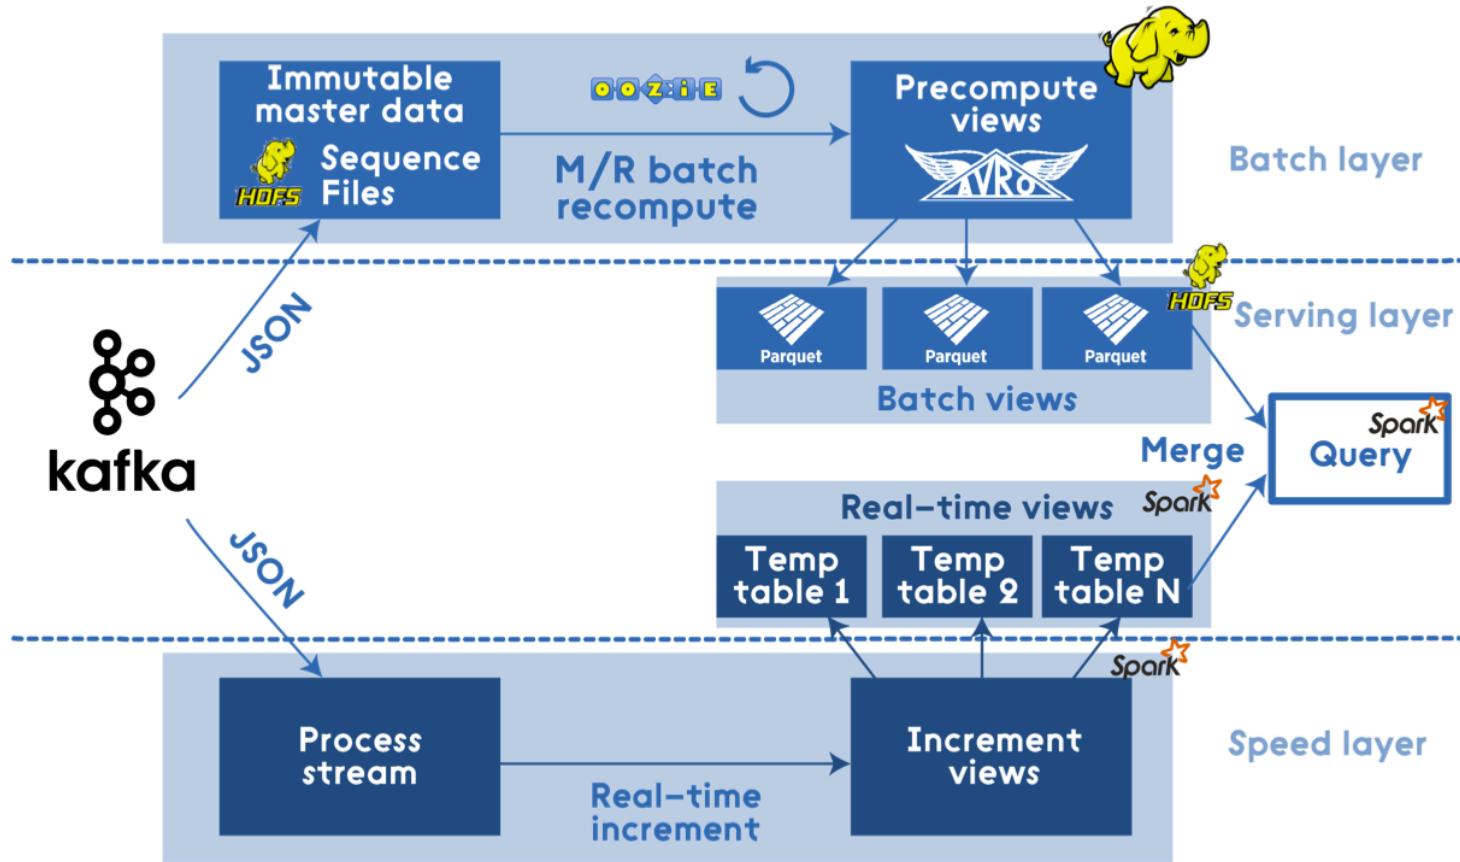 Immutable
master data
HDFS
Sequence
Files
OOZIE
M/R batch
recompute
Precompute
views
AVRO
Batch layer
JSON
Parquet
Parquet
Parquet
HDFS
Batch views
Serving layer
kafka
Merge
Spark
Query
Real-time views
Spark
Temp
table 1
Temp
table 2
Temp
table N
JSON
Spark
Process
stream
Real-time
increment
Increment
views
Speed layer